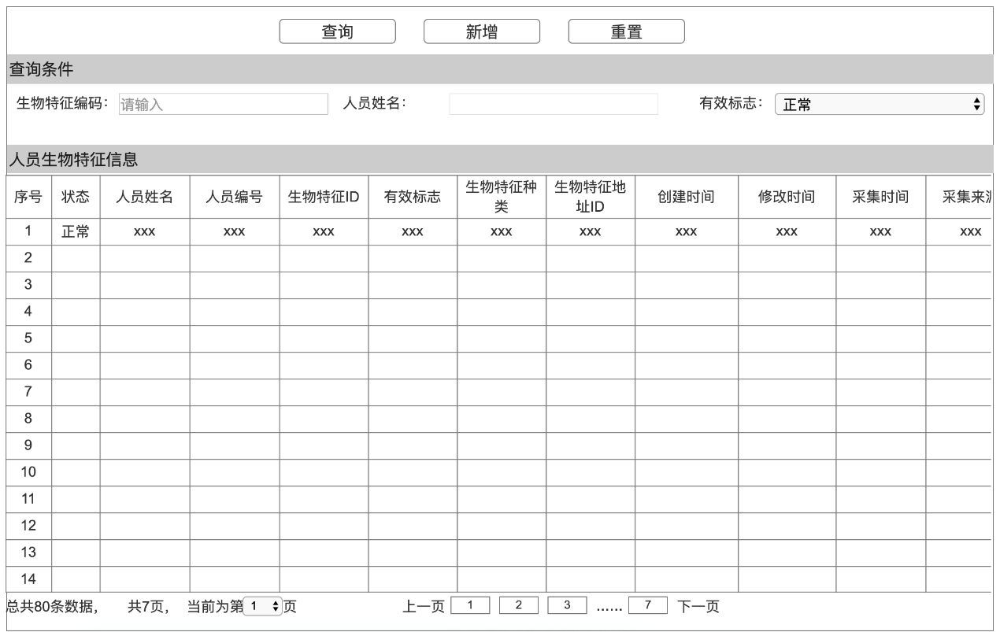 查询 新增 重置
查询条件
生物特征编码： 请输入 人员姓名： 有效标志： 正常
人员生物特征信息
序号 状态 人员姓名 人员编号 生物特征ID 有效标志 生物特征种类 生物特征地址ID 创建时间 修改时间 采集时间 采集来
1 正常 xxx xxx xxx xxx xxx xxx xxx xxx xxx xxx
2
3
4
5
6
7
8
9
10
11
12
13
14
总共80条数据， 共7页， 当前为第 1 页 上一页 1 2 3 …… 7 下一页